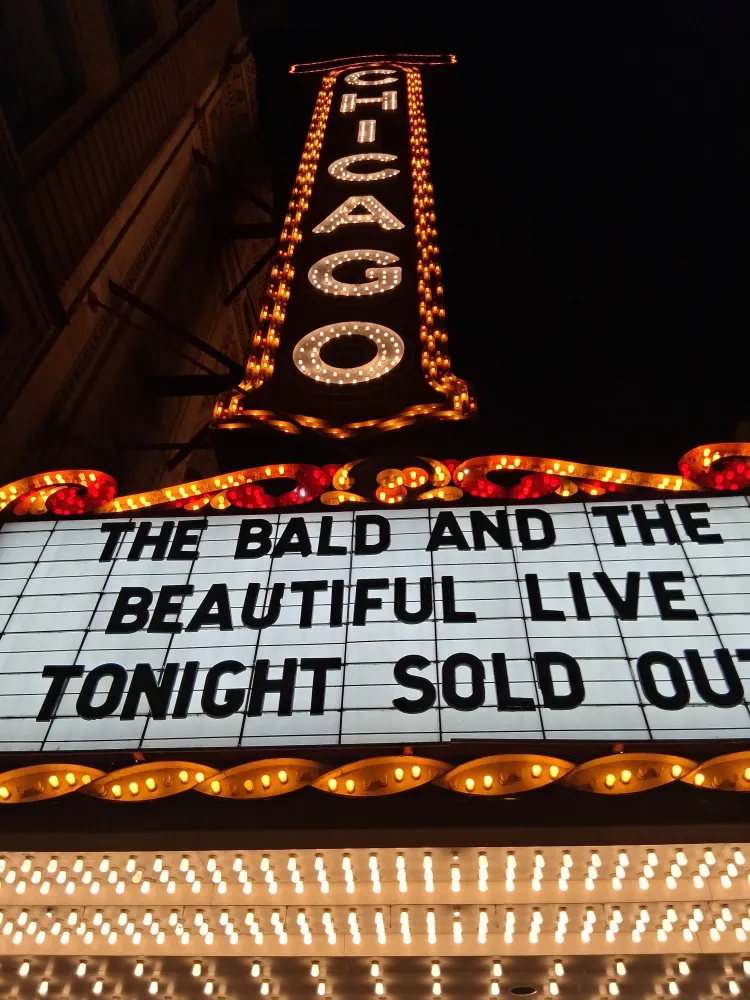 CHICAGO
THE BALD AND THE
BEAUTIFUL LIVE
TONIGHT SOLD OUT